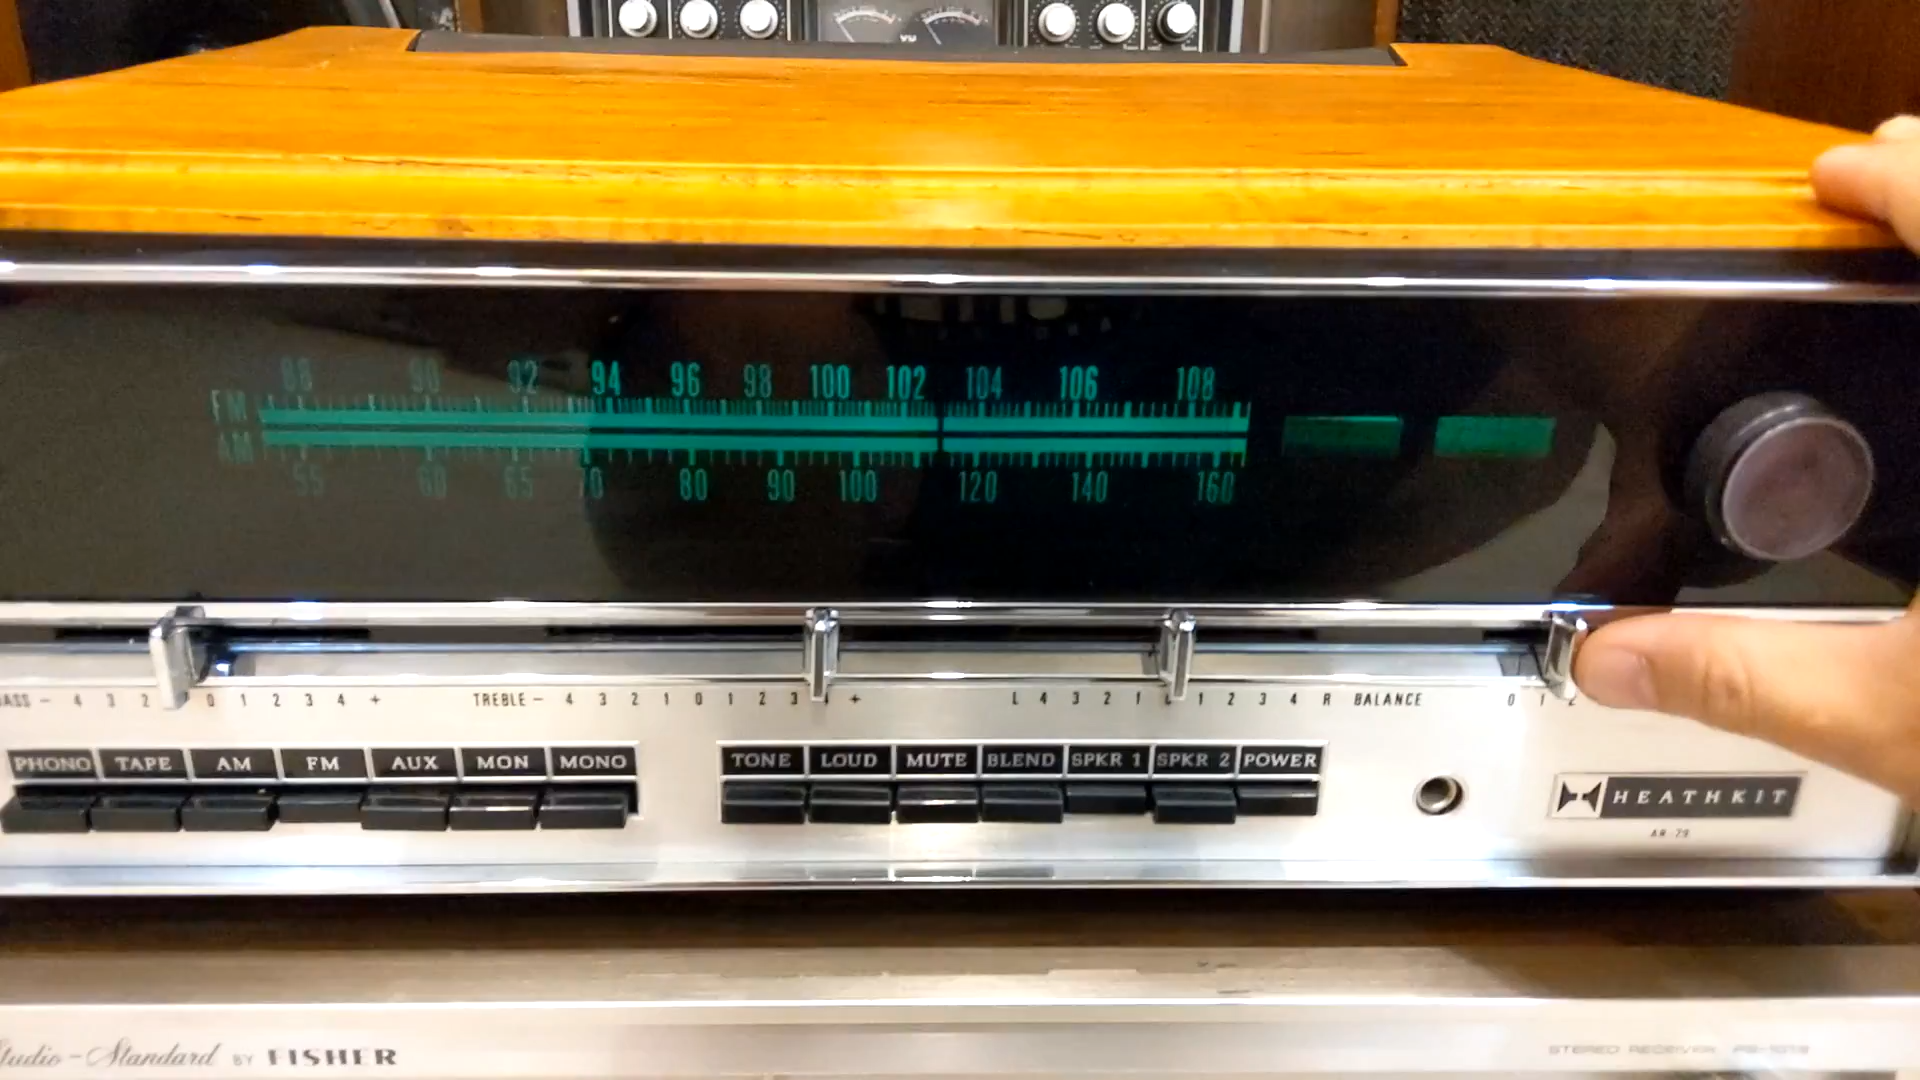 VU
88 90 92 94 96 98 100 102 104 106 108
FM
AM
55 60 65 70 80 90 100 120 140 160
4 3 2 0 1 2 3 4 +
TREBLE - 4 3 2 1 0 1 2 3 +
L 4 3 2 1 1 2 3 4 R BALANCE
0 1 2
PHONO TAPE AM FM AUX MON MONO
TONE LOUD MUTE BLEND SPKR 1 SPKR 2 POWER
HEATHKIT
AR-29
Studio-Standard BY FISHER
STEREO RECEIVER